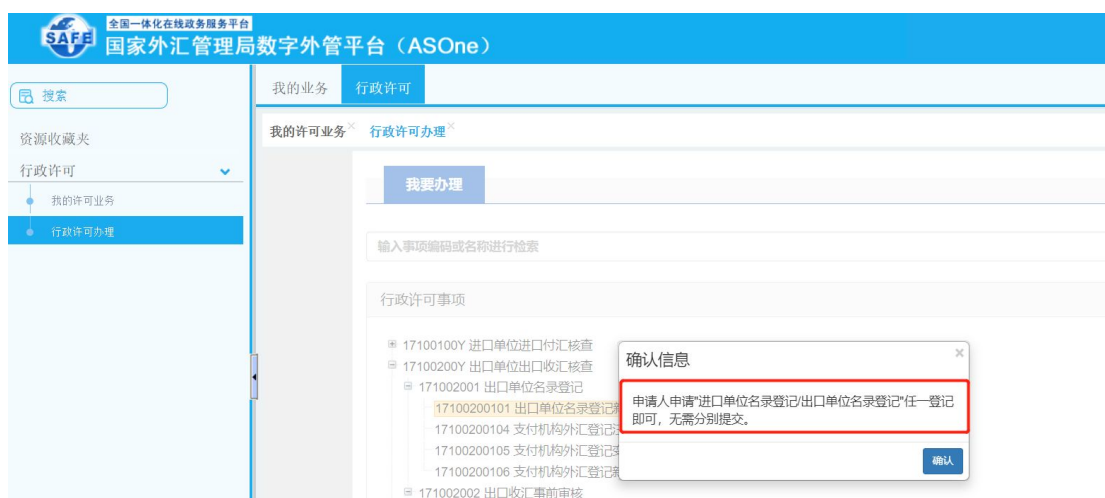 全国一体化在线政务服务平台
SAFE
国家外汇管理局数字外管平台（ASOne）
搜索
我的业务 行政许可
资源收藏夹
我的许可业务 行政许可办理
行政许可
我的许可业务
行政许可办理
我要办理
输入事项编码或名称进行检索
行政许可事项
17100100Y 进口单位进口付汇核查
17100200Y 出口单位出口收汇核查
171002001 出口单位名录登记
17100200101 出口单位名录登记
17100200104 支付机构外汇登记
17100200105 支付机构外汇登记
17100200106 支付机构外汇登记
171002002 出口收汇事前审核
确认信息
申请人申请"进口单位名录登记/出口单位名录登记"任一登记
即可，无需分别提交。
确认